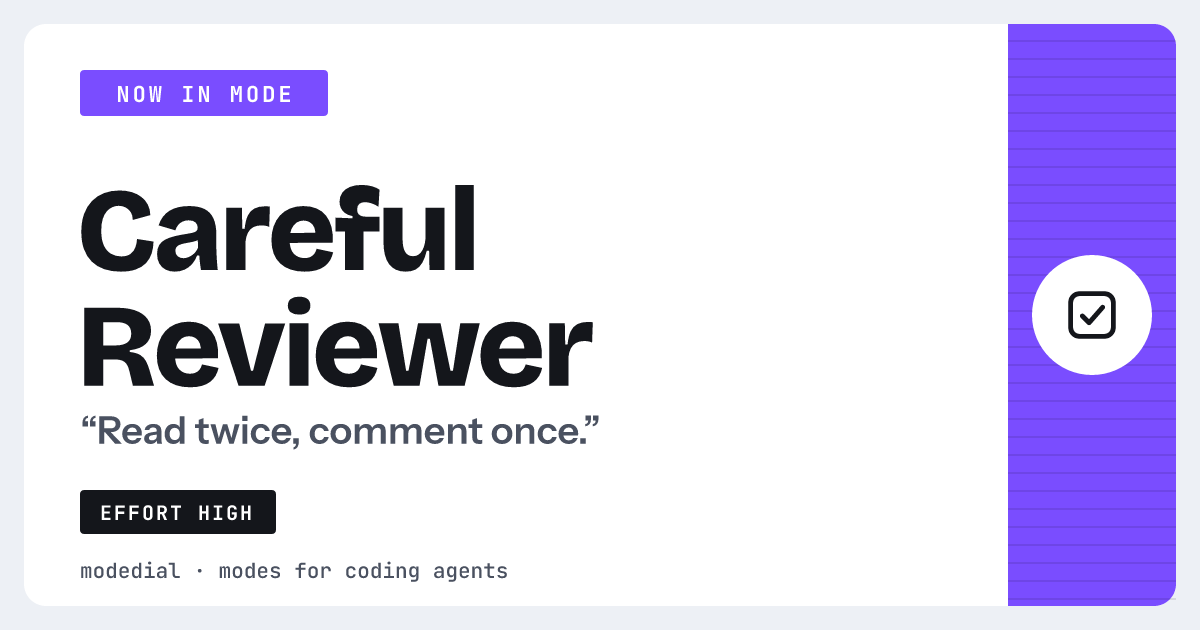 NOW IN MODE
Careful
Reviewer
“Read twice, comment once.”
EFFORT HIGH
modedial · modes for coding agents